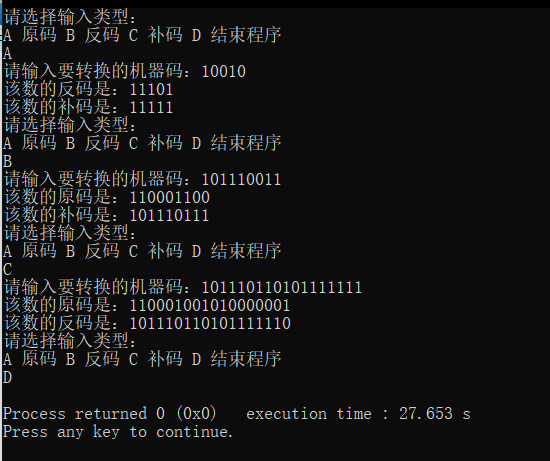 请选择输入类型：
A 原码 B 反码 C 补码 D 结束程序
A
请输入要转换的机器码：10010
该数的反码是：11101
该数的补码是：11111
请选择输入类型：
A 原码 B 反码 C 补码 D 结束程序
B
请输入要转换的机器码：101110011
该数的原码是：110001100
该数的补码是：101110111
请选择输入类型：
A 原码 B 反码 C 补码 D 结束程序
C
请输入要转换的机器码：101110110101111111
该数的原码是：110001001010000001
该数的反码是：101110110101111110
请选择输入类型：
A 原码 B 反码 C 补码 D 结束程序
D
Process returned 0 (0x0)   execution time : 27.653 s
Press any key to continue.